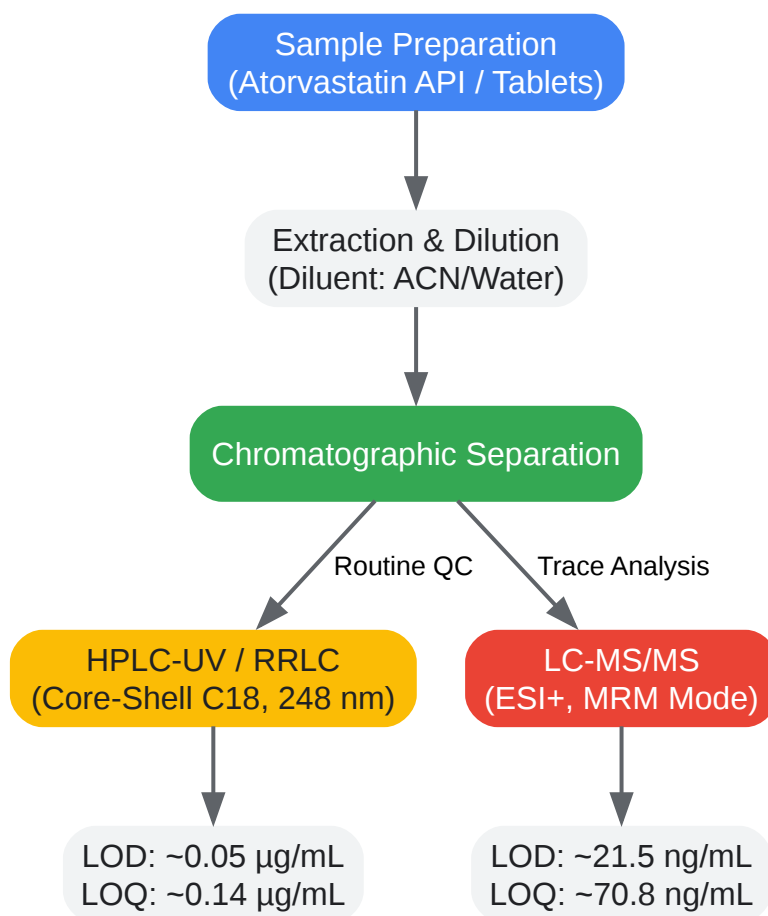 Sample Preparation
(Atorvastatin API / Tablets)
Extraction & Dilution
(Diluent: ACN/Water)
Chromatographic Separation
Routine QC
Trace Analysis
HPLC-UV / RRLC
(Core-Shell C18, 248 nm)
LC-MS/MS
(ESI+, MRM Mode)
LOD: ~0.05 µg/mL
LOQ: ~0.14 µg/mL
LOD: ~21.5 ng/mL
LOQ: ~70.8 ng/mL